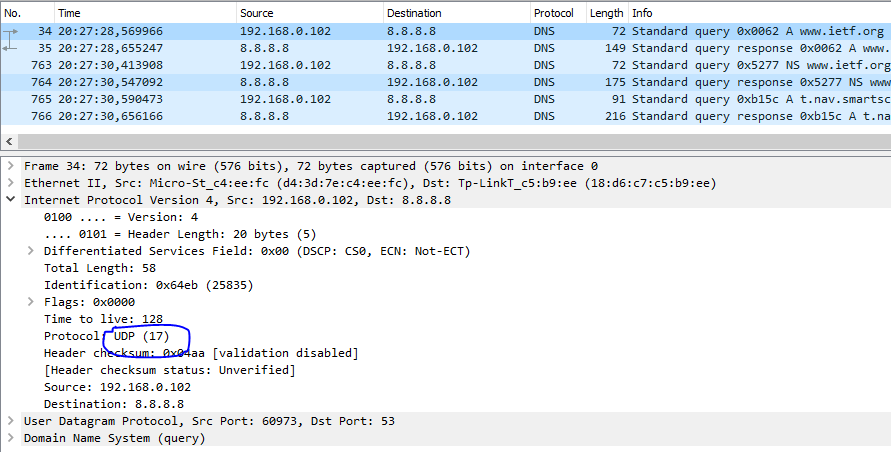 No. Time Source Destination Protocol Length Info
34 20:27:28,569966 192.168.0.102 8.8.8.8 DNS 72 Standard query 0x0062 A www.ietf.org
35 20:27:28,655247 8.8.8.8 192.168.0.102 DNS 149 Standard query response 0x0062 A www.
763 20:27:30,413908 192.168.0.102 8.8.8.8 DNS 72 Standard query 0x5277 NS www.ietf.org
764 20:27:30,547092 8.8.8.8 192.168.0.102 DNS 175 Standard query response 0x5277 NS www
765 20:27:30,590473 192.168.0.102 8.8.8.8 DNS 91 Standard query 0xb15c A t.nav.smartsc
766 20:27:30,656166 8.8.8.8 192.168.0.102 DNS 216 Standard query response 0xb15c A t.na
Frame 34: 72 bytes on wire (576 bits), 72 bytes captured (576 bits) on interface 0
Ethernet II, Src: Micro-St_c4:ee:fc (d4:3d:7e:c4:ee:fc), Dst: Tp-LinkT_c5:b9:ee (18:d6:c7:c5:b9:ee)
Internet Protocol Version 4, Src: 192.168.0.102, Dst: 8.8.8.8
0100 .... = Version: 4
.... 0101 = Header Length: 20 bytes (5)
Differentiated Services Field: 0x00 (DSCP: CS0, ECN: Not-ECT)
Total Length: 58
Identification: 0x64eb (25835)
Flags: 0x0000
Time to live: 128
Protocol: UDP (17)
Header checksum: 0x04aa [validation disabled]
[Header checksum status: Unverified]
Source: 192.168.0.102
Destination: 8.8.8.8
User Datagram Protocol, Src Port: 60973, Dst Port: 53
Domain Name System (query)